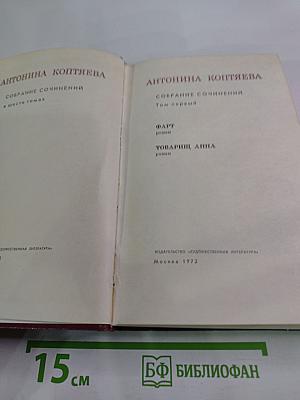 АНТОНИНА КОПТЯЕВА
СОБРАНИЕ СОЧИНЕНИЙ
в шести томах
АНТОНИНА КОПТЯЕВА
СОБРАНИЕ СОЧИНЕНИЙ
Том первый
ФАРТ
роман
ТОВАРИЩ АННА
роман
ИЗДАТЕЛЬСТВО «ХУДОЖЕСТВЕННАЯ ЛИТЕРАТУРА»
Москва 1972
15 см
БФ БИБЛИОФАН